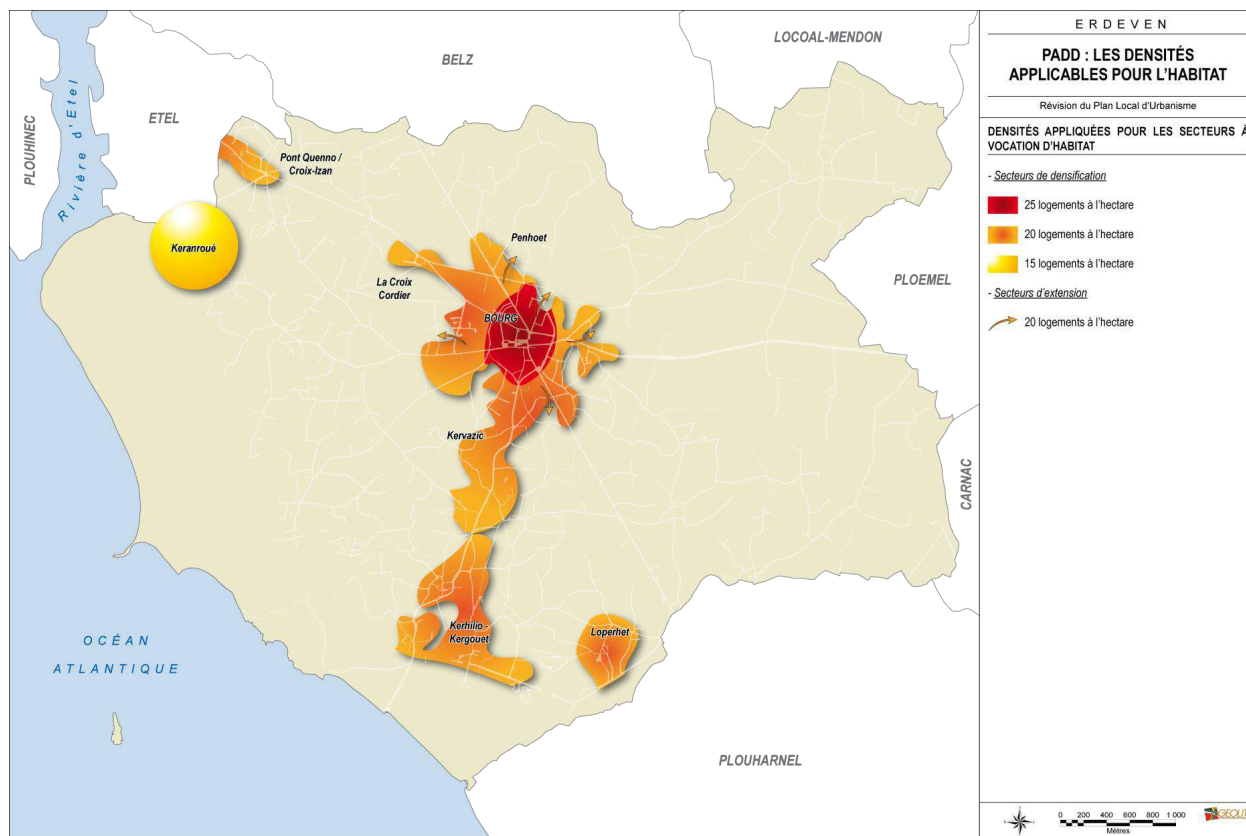 ERDEVEN
PADD : LES DENSITÉS
APPLICABLES POUR L'HABITAT
Révision du Plan Local d'Urbanisme
DENSITÉS APPLIQUÉES POUR LES SECTEURS À
VOCATION D'HABITAT
- Secteurs de densification
25 logements à l'hectare
20 logements à l'hectare
15 logements à l'hectare
- Secteurs d'extension
20 logements à l'hectare
0 200 400 600 800 1 000
Mètres
LOCOAL-MENDON
BELZ
ETEL
PLOUHINEC
Rivière d'Etel
Pont Quenno /
Croix-Izan
Keranroué
Penhoet
La Croix
Cordier
BOURG
PLOEMEL
Kervazic
CARNAC
Kerhilio -
Kergouet
Loperhet
OCÉAN
ATLANTIQUE
PLOUHARNEL